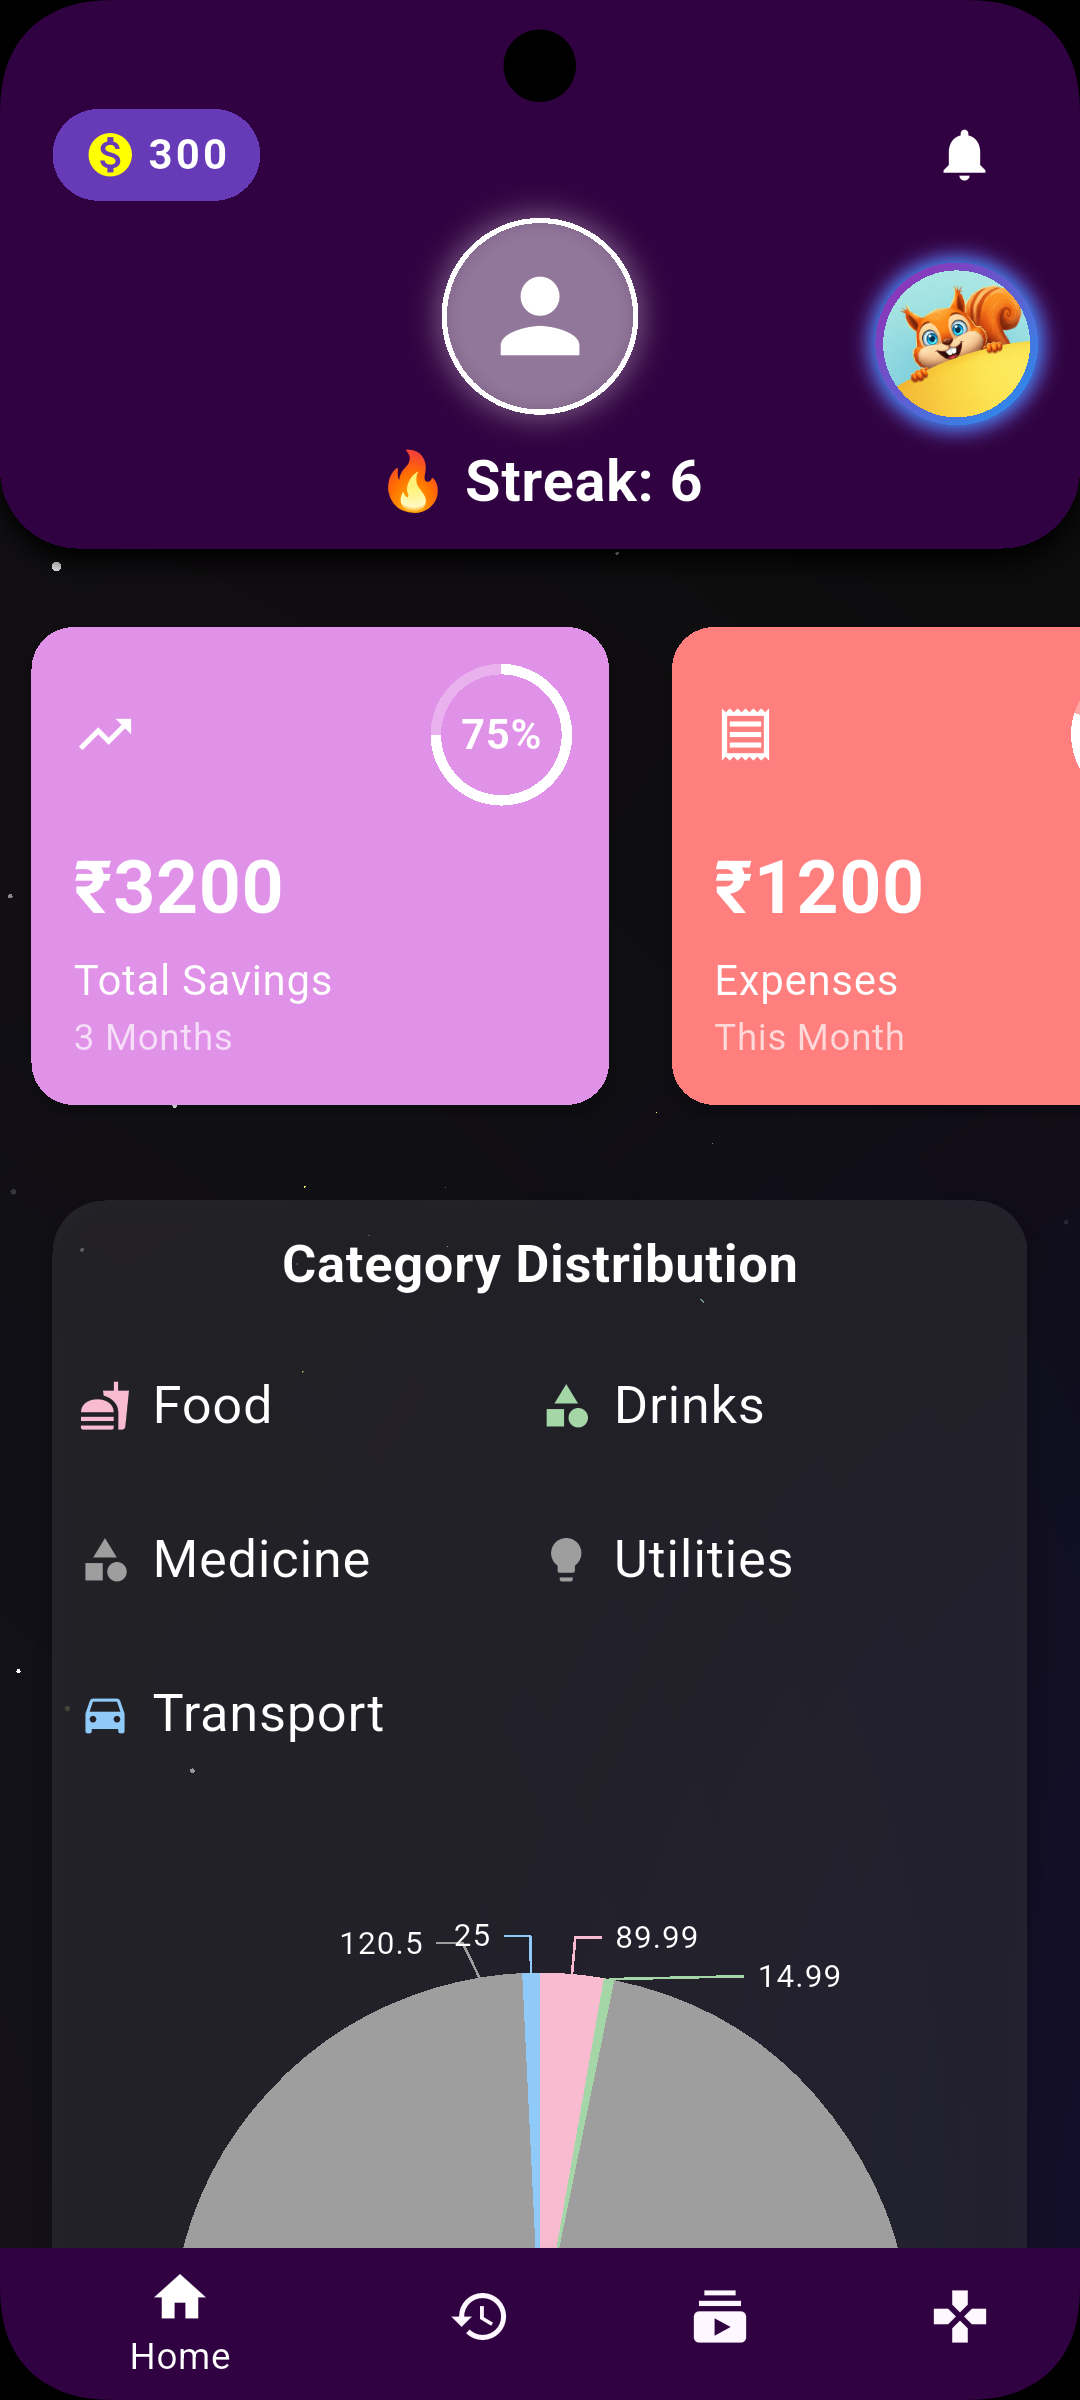 300
🔥 Streak: 6
75%
₹3200
Total Savings
3 Months
₹1200
Expenses
This Month
Category Distribution
Food
Drinks
Medicine
Utilities
Transport
120.5
25
89.99
14.99
Home